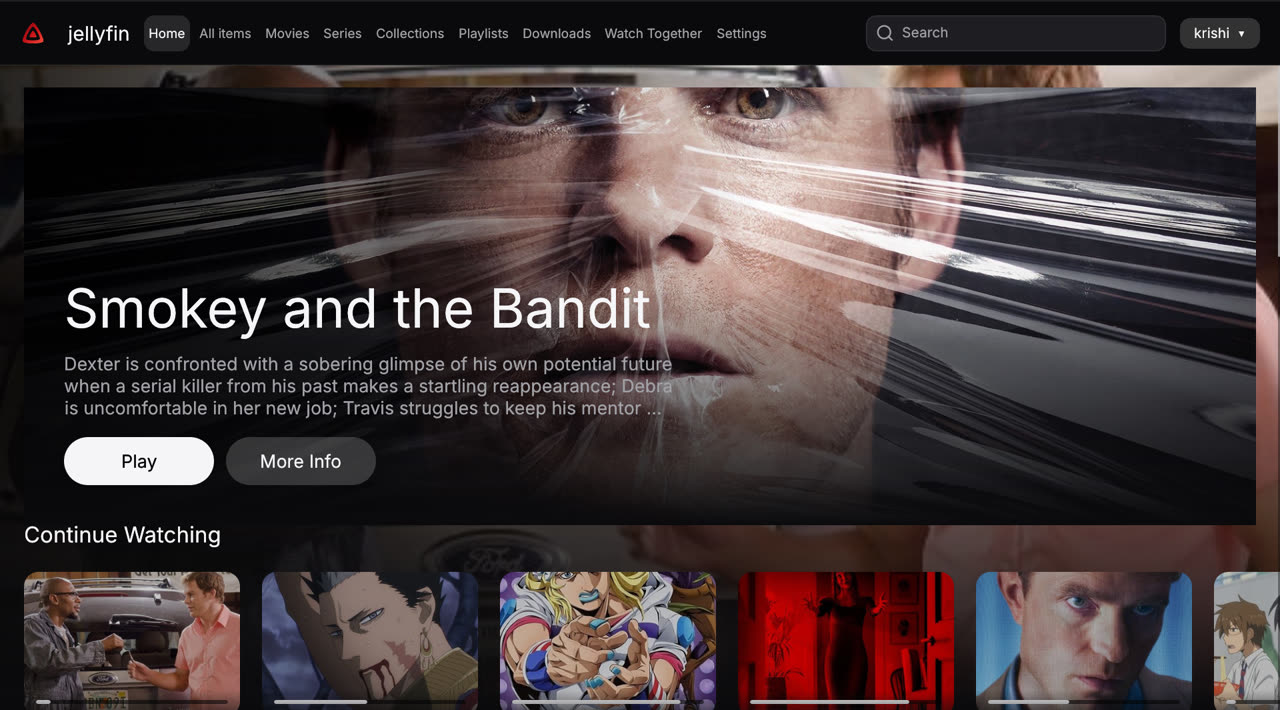 jellyfin
Home
All items
Movies
Series
Collections
Playlists
Downloads
Watch Together
Settings
Search
krishi
Smokey and the Bandit
Dexter is confronted with a sobering glimpse of his own potential future
when a serial killer from his past makes a startling reappearance; Debra
is uncomfortable in her new job; Travis struggles to keep his mentor ...
Play
More Info
Continue Watching
Ford
Ford